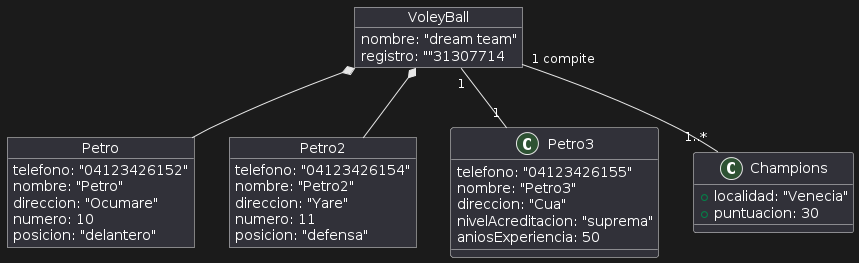 VoleyBall
nombre: "dream team"
registro: ""31307714
1 compite
1
1
1..*
Petro
telefono: "04123426152"
nombre: "Petro"
direccion: "Ocumare"
numero: 10
posicion: "delantero"
Petro2
telefono: "04123426154"
nombre: "Petro2"
direccion: "Yare"
numero: 11
posicion: "defensa"
C Petro3
telefono: "04123426155"
nombre: "Petro3"
direccion: "Cua"
nivelAcreditacion: "suprema"
aniosExperiencia: 50
C Champions
localidad: "Venecia"
puntuacion: 30